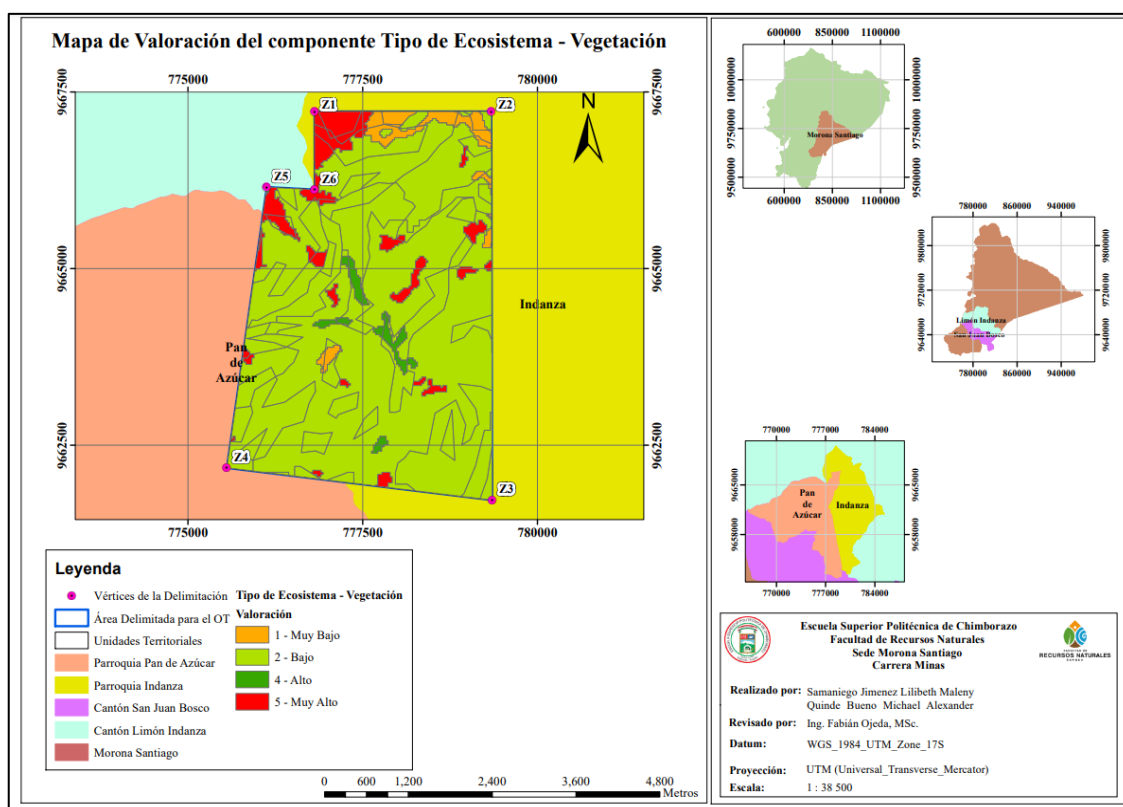 Mapa de Valoración del componente Tipo de Ecosistema - Vegetación
775000 777500 780000
9667500 9665000 9662500
9667500 9665000 9662500
775000 777500 780000
Z1
Z2
N
Z5
Z6
Indanza
Pan
de
Azúcar
Z4
Z3
Leyenda
Vértices de la Delimitación
Área Delimitada para el OT
Unidades Territoriales
Parroquia Pan de Azúcar
Parroquia Indanza
Cantón San Juan Bosco
Cantón Limón Indanza
Morona Santiago
Tipo de Ecosistema - Vegetación
Valoración
1 - Muy Bajo
2 - Bajo
4 - Alto
5 - Muy Alto
0 600 1,200 2,400 3,600 4,800
Metros
600000 850000 1100000
10000000 9750000 9500000
10000000 9750000 9500000
Morona Santiago
600000 850000 1100000
780000 860000 940000
9800000 9720000 9640000
9800000 9720000 9640000
Limón Indanza
San Juan Bosco
780000 860000 940000
770000 777000 784000
9665000 9658000
9665000 9658000
Pan
de
Azúcar
Indanza
770000 777000 784000
Escuela Superior Politécnica de Chimborazo
Facultad de Recursos Naturales
Sede Morona Santiago
Carrera Minas
RECURSOS NATURALES
Realizado por: Samaniego Jimenez Lilibeth Maleny
Quinde Bueno Michael Alexander
Revisado por: Ing. Fabián Ojeda, MSc.
Datum: WGS_1984_UTM_Zone_17S
Proyección: UTM (Universal_Transverse_Mercator)
Escala: 1 : 38 500